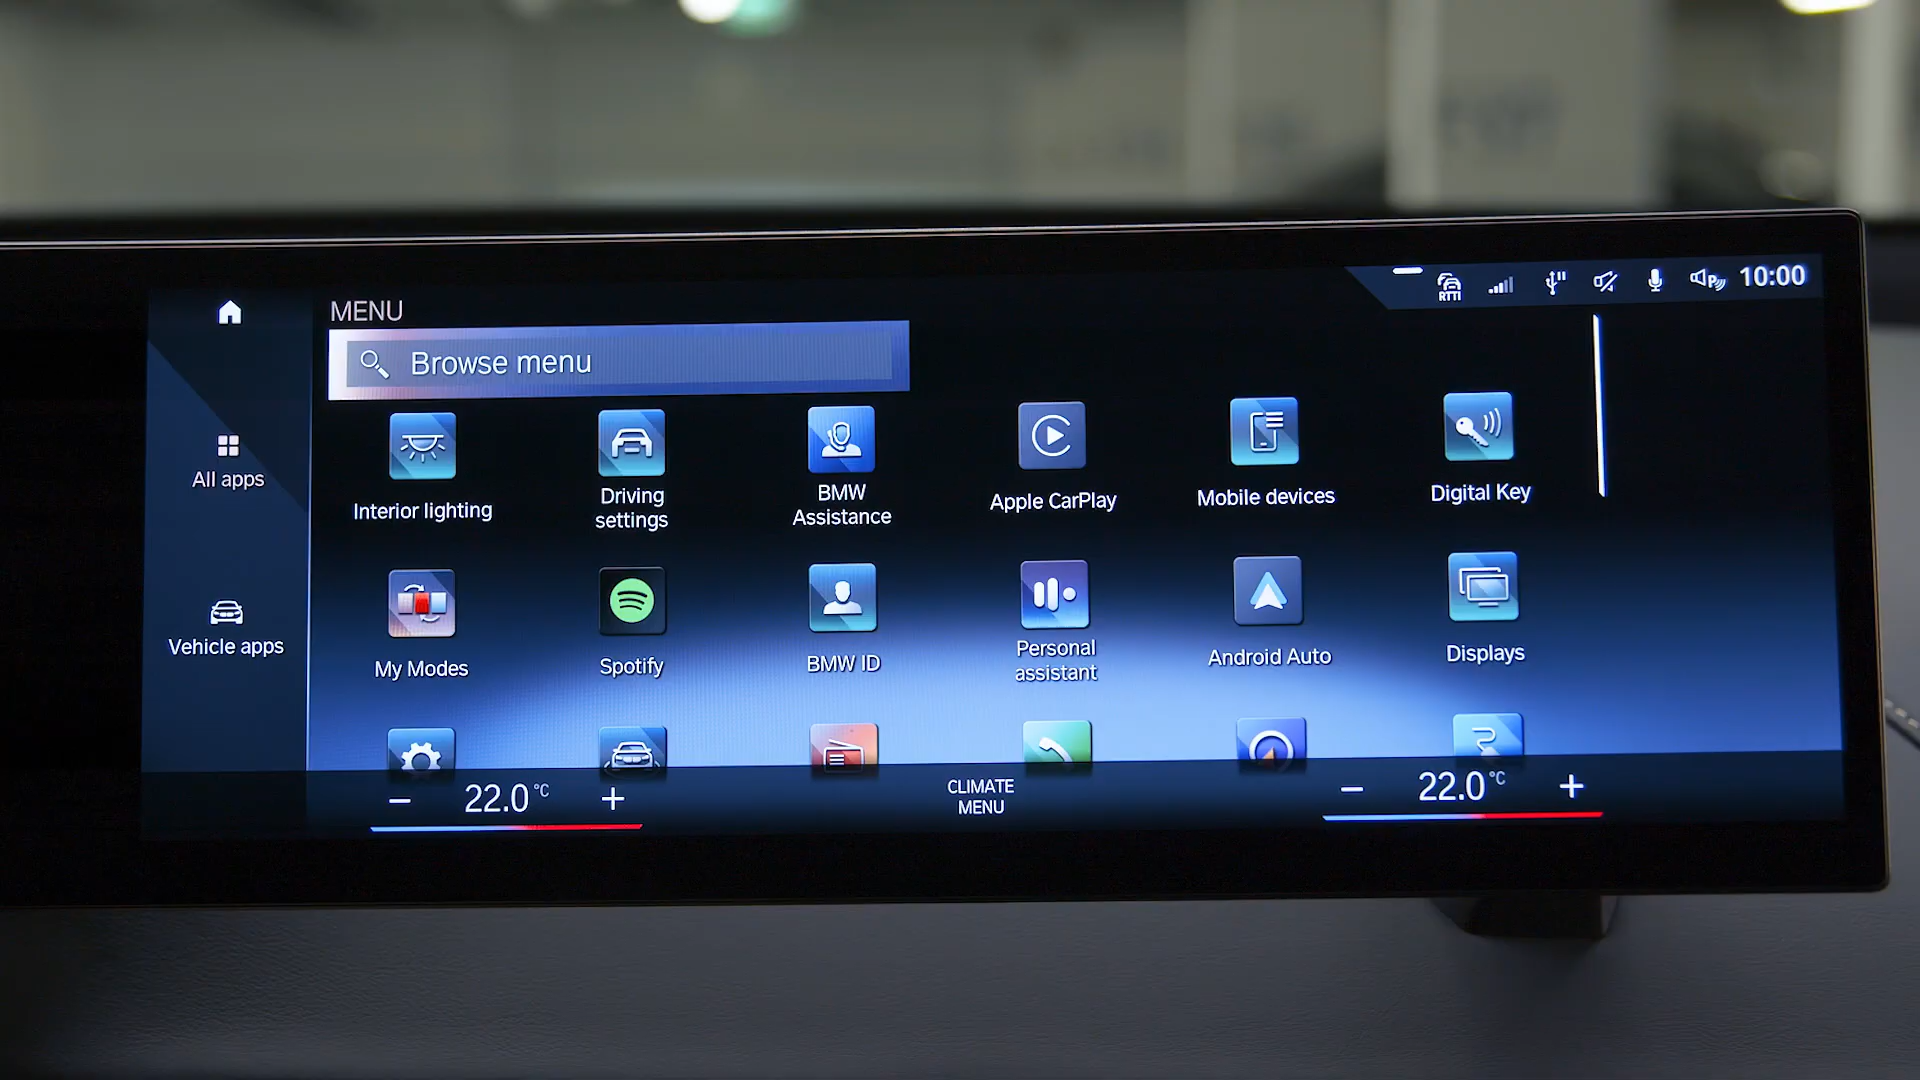 RTTI
10:00
MENU
Browse menu
All apps
Vehicle apps
Interior lighting
Driving
settings
BMW
Assistance
Apple CarPlay
Mobile devices
Digital Key
My Modes
Spotify
BMW ID
Personal
assistant
Android Auto
Displays
− 22.0 °C +
CLIMATE
MENU
− 22.0 °C +